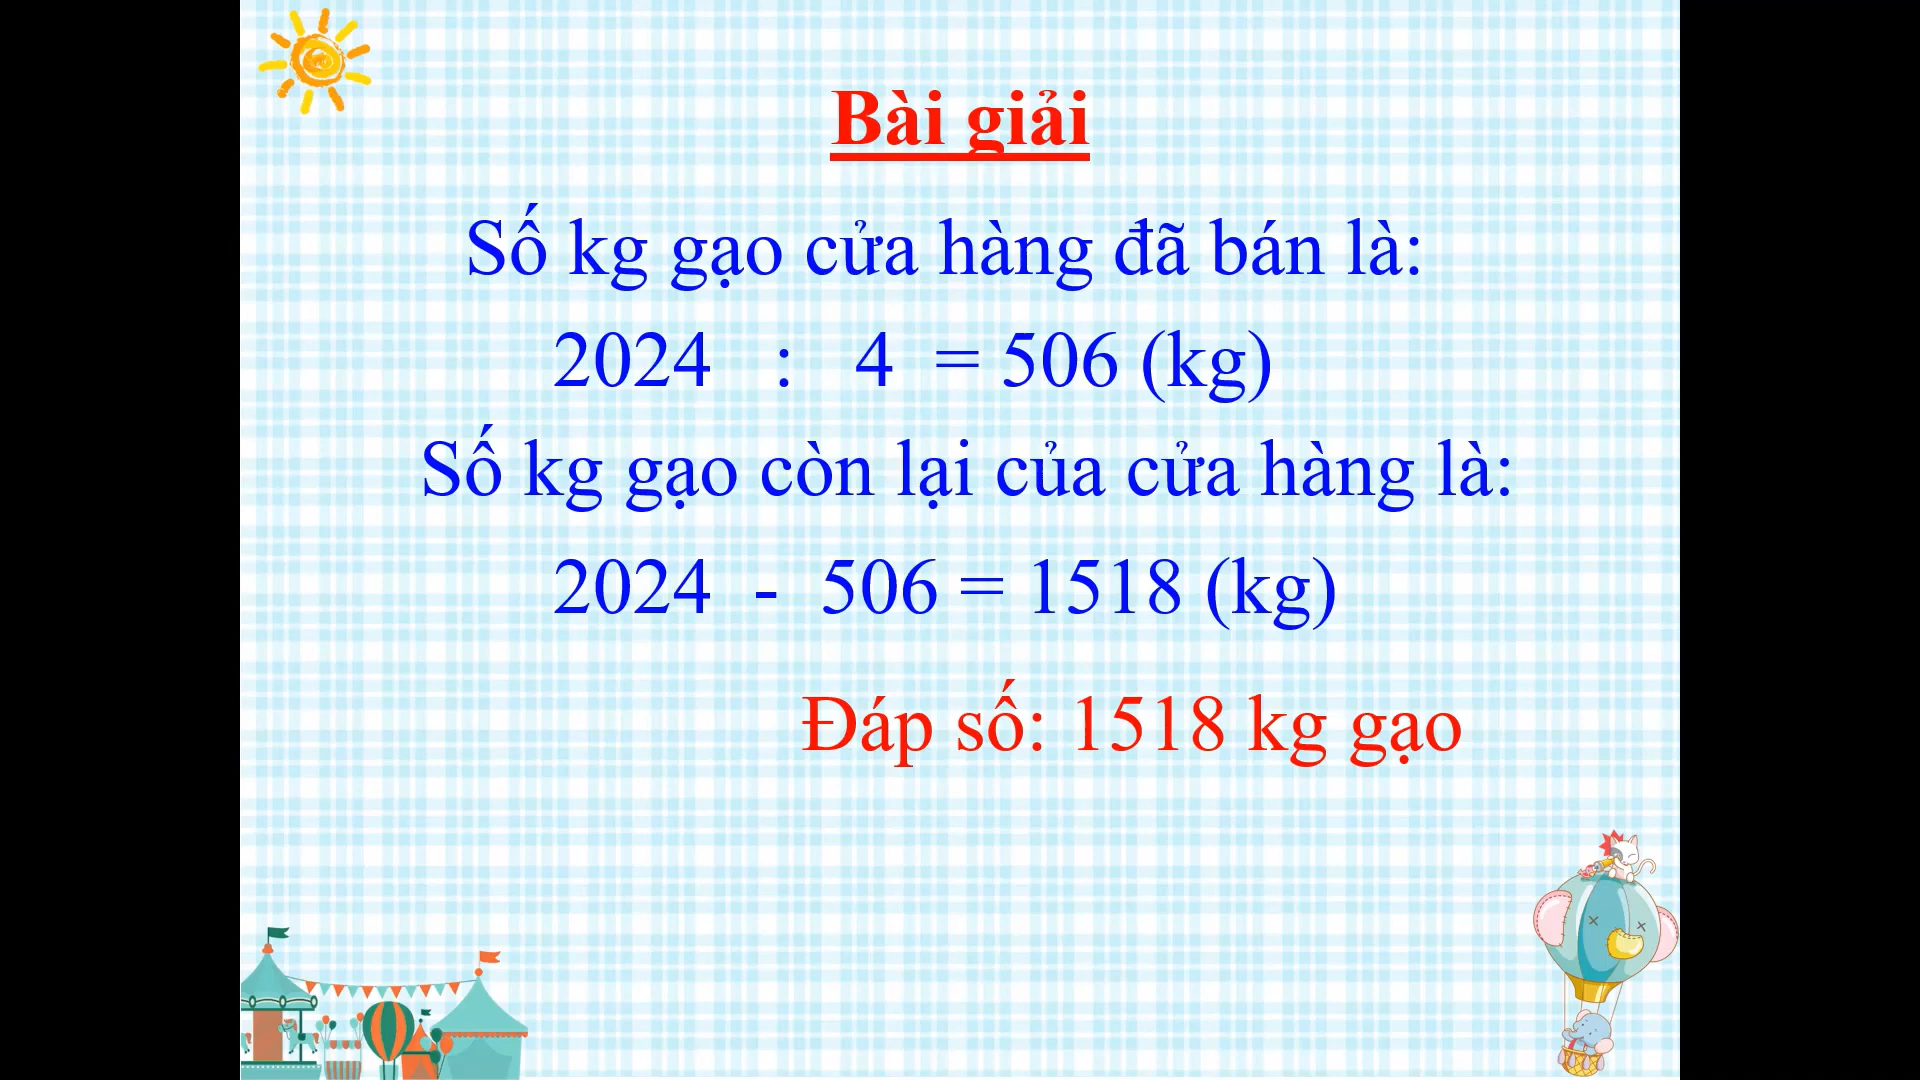 Bài giải
Số kg gạo cửa hàng đã bán là:
2024 : 4 = 506 (kg)
Số kg gạo còn lại của cửa hàng là:
2024 - 506 = 1518 (kg)
Đáp số: 1518 kg gạo